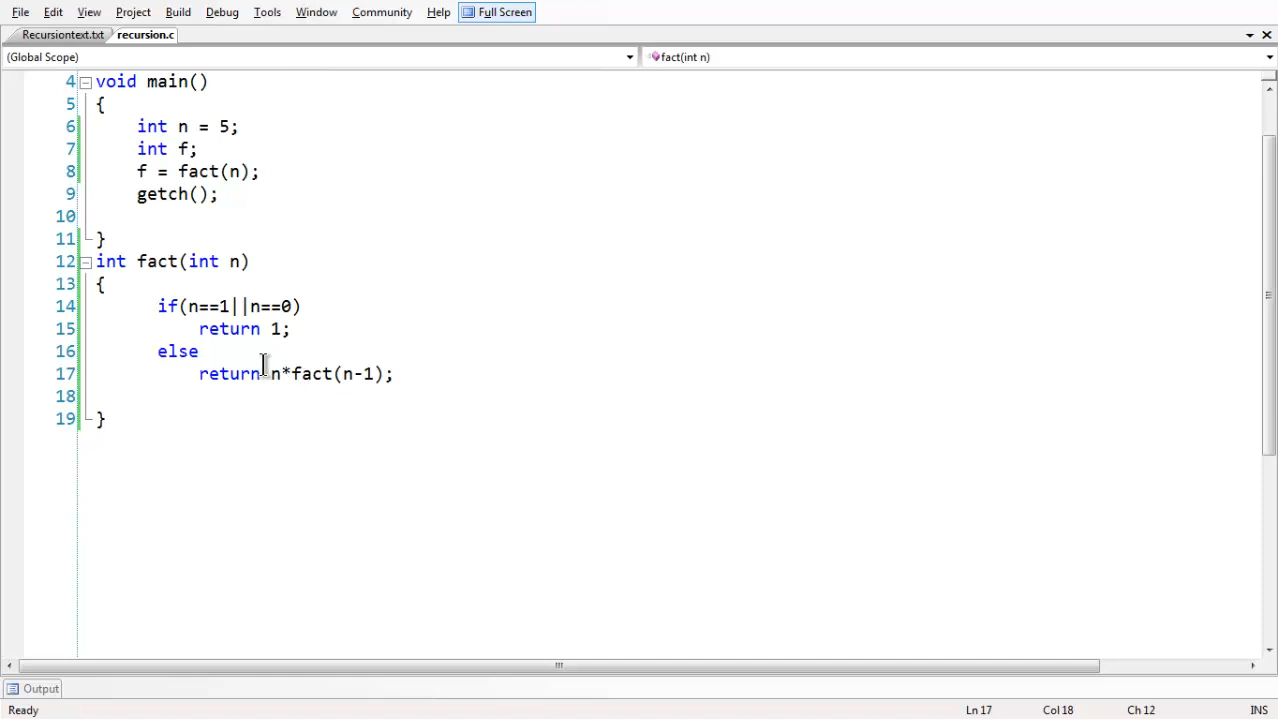 File Edit View Project Build Debug Tools Window Community Help Full Screen
Recursiontext.txt recursion.c
(Global Scope) fact(int n)
4 void main()
5 {
6 int n = 5;
7 int f;
8 f = fact(n);
9 getch();
10
11 }
12 int fact(int n)
13 {
14 if(n==1||n==0)
15 return 1;
16 else
17 return n*fact(n-1);
18
19 }
Output
Ready Ln 17 Col 18 Ch 12 INS